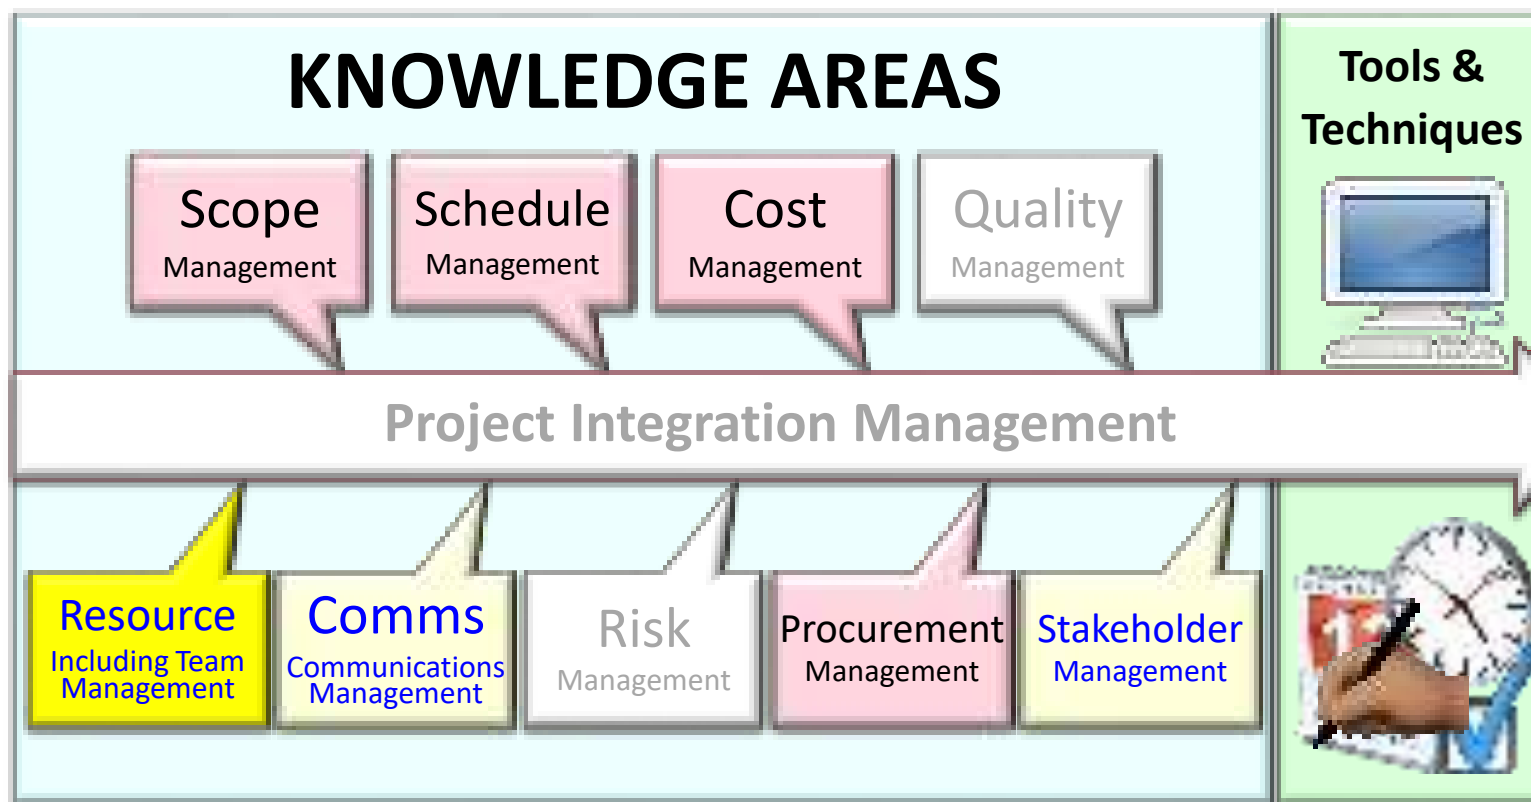 KNOWLEDGE AREAS
Tools &
Techniques
Scope
Management
Schedule
Management
Cost
Management
Quality
Management
Project Integration Management
Resource
Including Team
Management
Comms
Communications
Management
Risk
Management
Procurement
Management
Stakeholder
Management